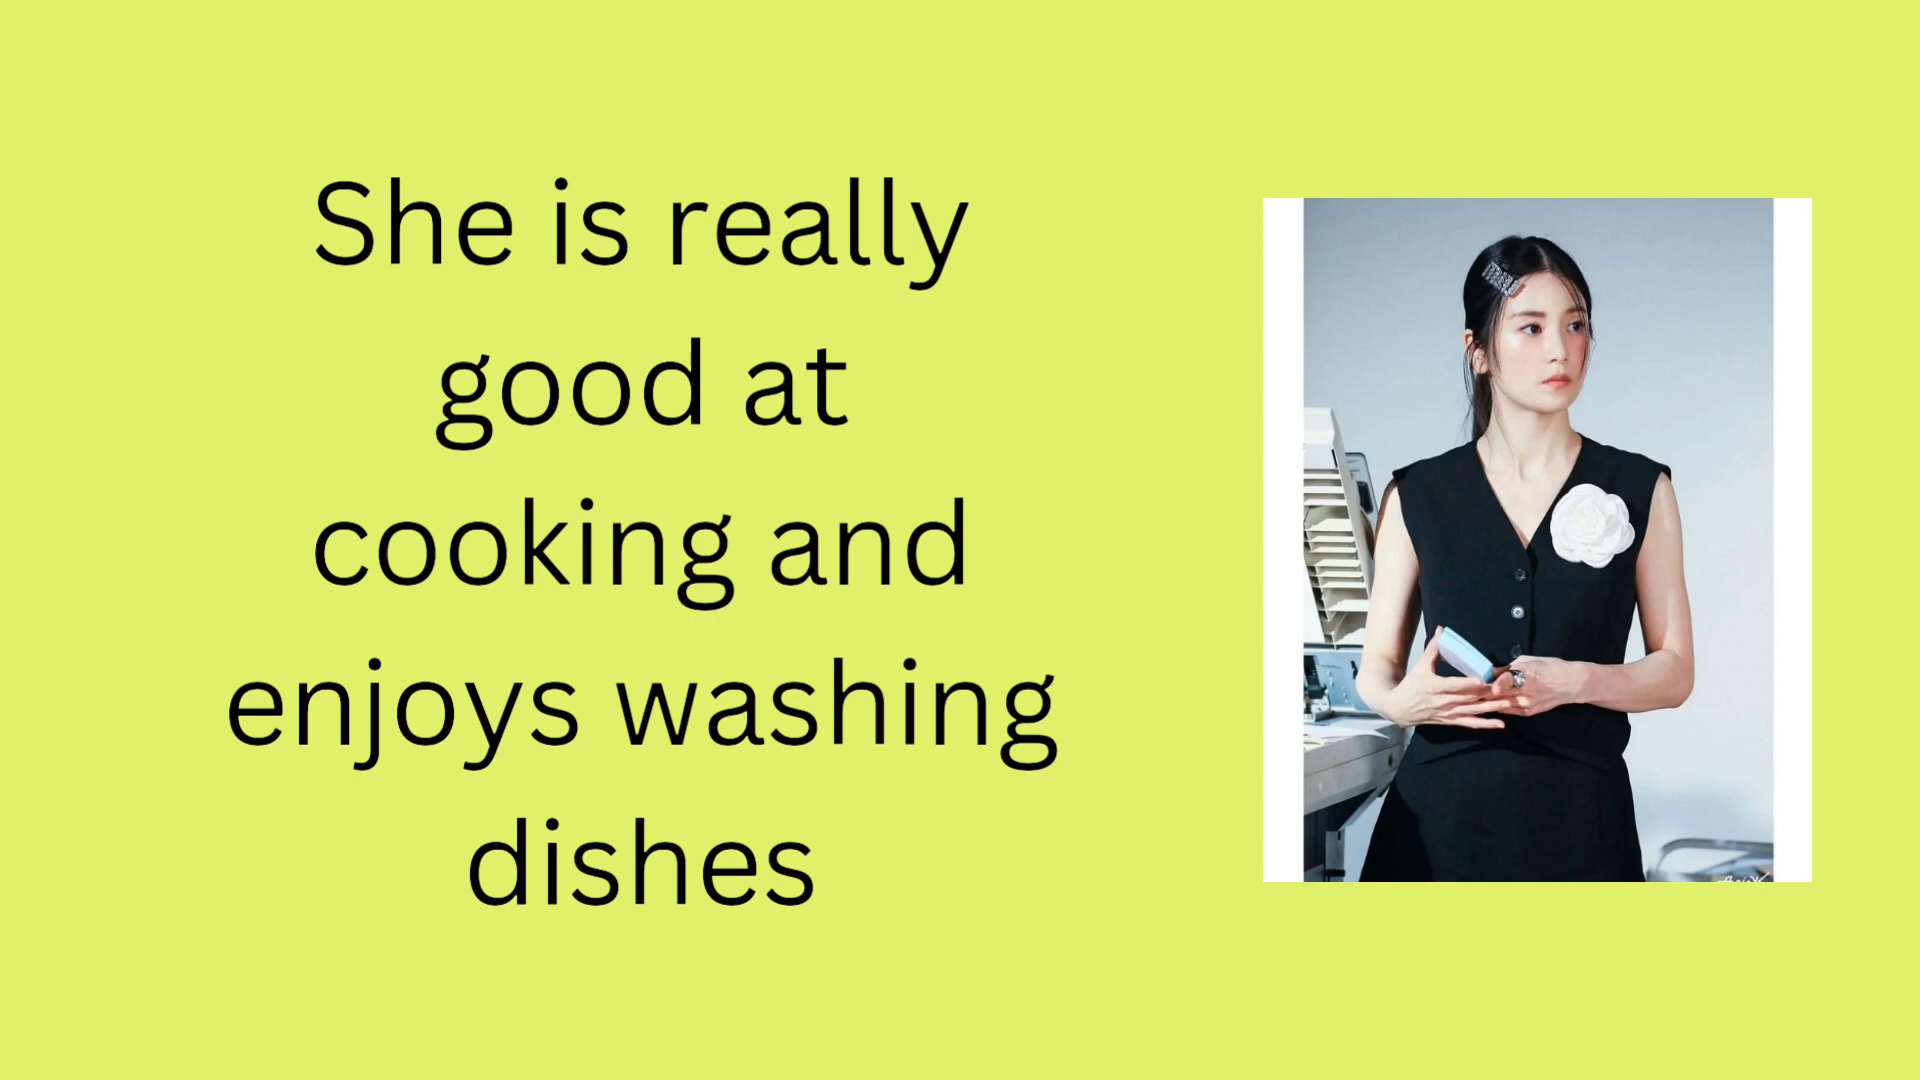 She is really
good at
cooking and
enjoys washing
dishes